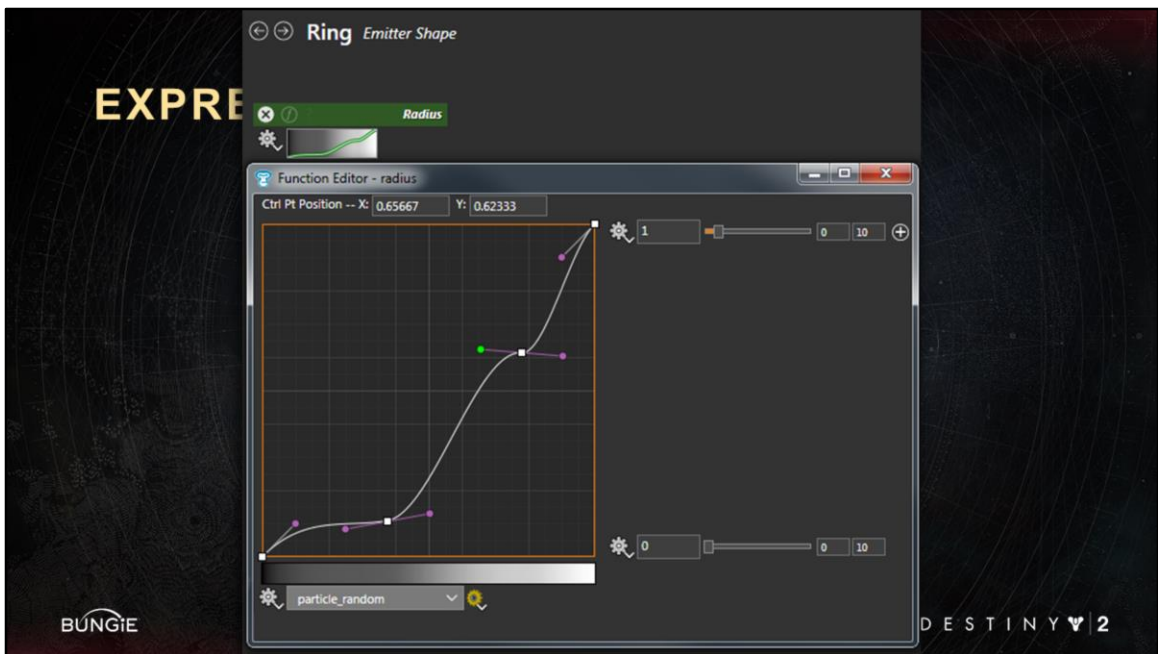 Ring Emitter Shape
EXPRE
Radius
Function Editor - radius
Ctrl Pt Position -- X: 0.65667 Y: 0.62333
1 0 10
0 0 10
particle_random
BUNGiE
DESTINY 2